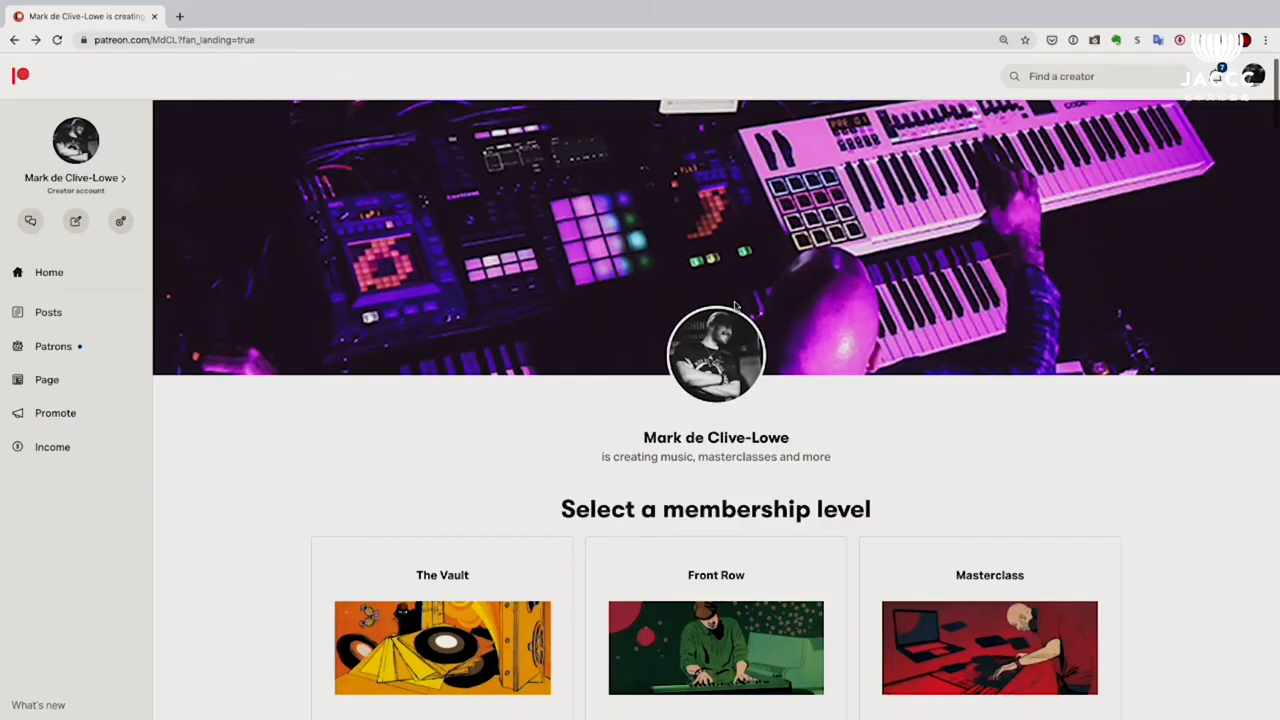 Mark de Clive-Lowe is creating
patreon.com/MdCL?fan_landing=true
Find a creator
7
JACCC
Mark de Clive-Lowe
Creator account
Home
Posts
Patrons
Page
Promote
Income
Mark de Clive-Lowe
is creating music, masterclasses and more
Select a membership level
The Vault
Front Row
Masterclass
What's new